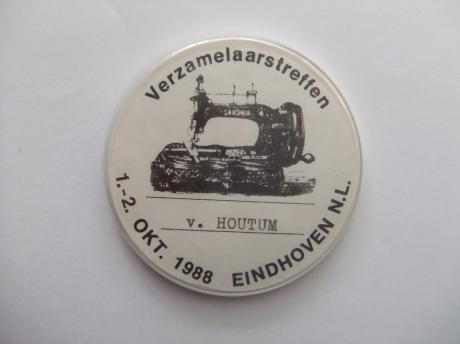 Verzamelaarstreffen
SAXONIA
v. HOUTUM
1.-2. OKT. 1988 EINDHOVEN N.L.